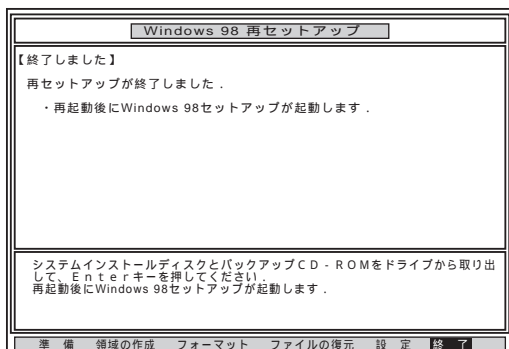 Windows 98 再セットアップ
【終了しました】
再セットアップが終了しました．
・再起動後にWindows 98セットアップが起動します．
システムインストールディスクとバックアップＣＤ‐ＲＯＭをドライブから取り出
して、Ｅｎｔｅｒキーを押してください．
再起動後にWindows 98セットアップが起動します．
準　備　領域の作成　フォーマット　ファイルの復元　設　定　終　了